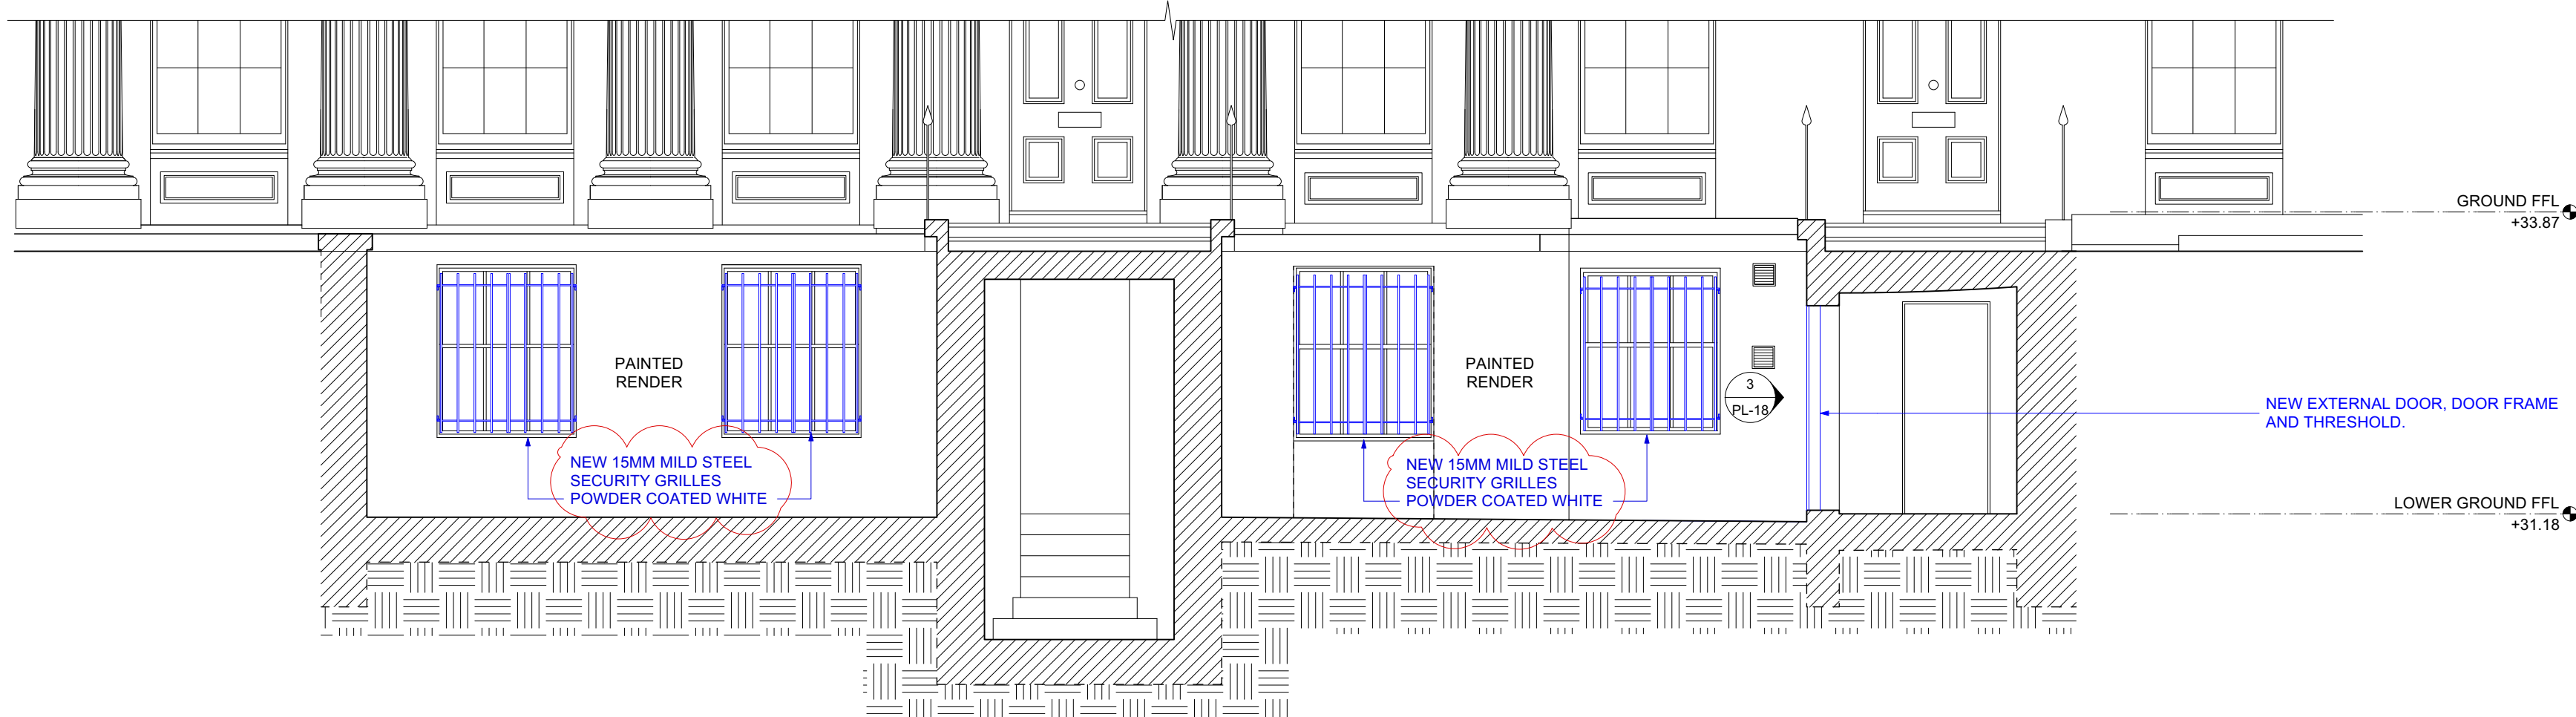 GROUND FFL
+33.87
PAINTED
RENDER
PAINTED
RENDER
3
PL-18
NEW EXTERNAL DOOR, DOOR FRAME
AND THRESHOLD.
NEW 15MM MILD STEEL
SECURITY GRILLES
POWDER COATED WHITE
NEW 15MM MILD STEEL
SECURITY GRILLES
POWDER COATED WHITE
LOWER GROUND FFL
+31.18